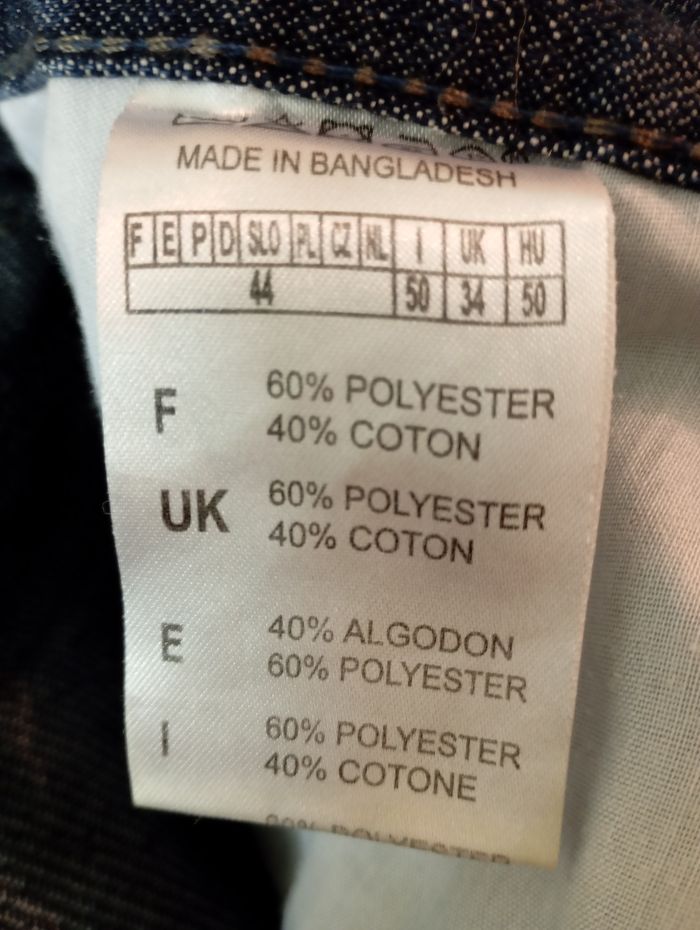 MADE IN BANGLADESH
F E P D SLO PL CZ NL I UK HU
44 50 34 50
F 60% POLYESTER
40% COTON
UK 60% POLYESTER
40% COTON
E 40% ALGODON
60% POLYESTER
I 60% POLYESTER
40% COTONE
POLYESTER